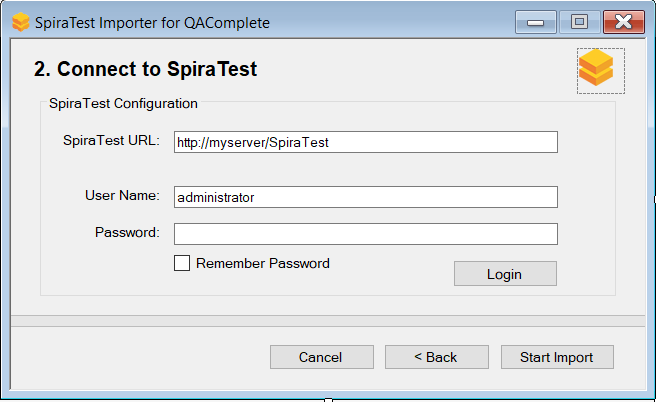 SpiraTest Importer for QAComplete
2. Connect to SpiraTest
SpiraTest Configuration
SpiraTest URL: http://myserver/SpiraTest
User Name: administrator
Password:
Remember Password
Login
Cancel < Back Start Import